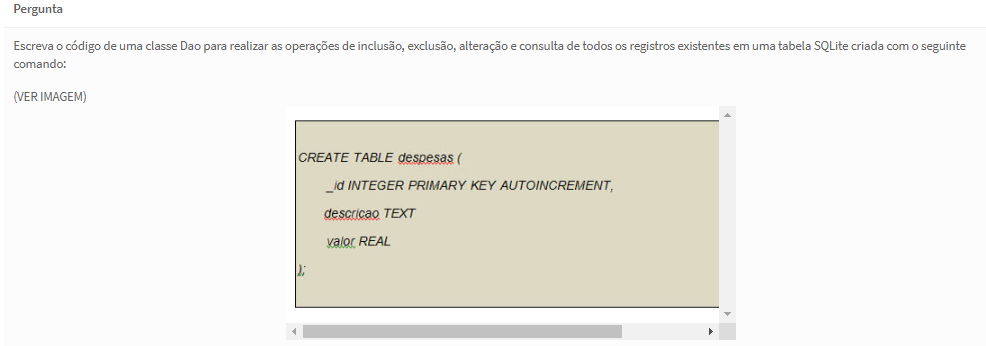 Pergunta
Escreva o código de uma classe Dao para realizar as operações de inclusão, exclusão, alteração e consulta de todos os registros existentes em uma tabela SQLite criada com o seguinte
comando:
(VER IMAGEM)
CREATE TABLE despesas (
_id INTEGER PRIMARY KEY AUTOINCREMENT,
descricao TEXT
valor REAL
);